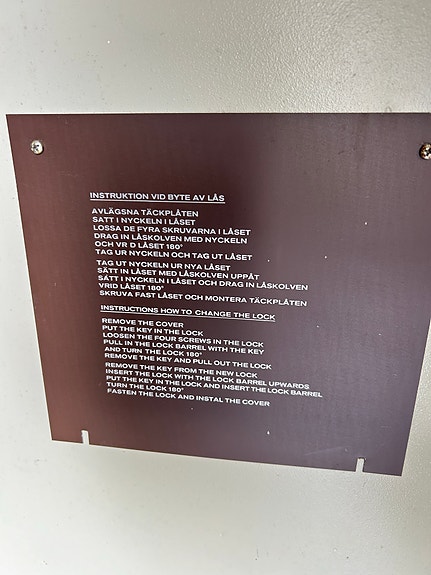 INSTRUKTION VID BYTE AV LÅS
AVLÄGSNA TÄCKPLÅTEN
SATT I NYCKELN I LÅSET
LOSSA DE FYRA SKRUVARNA I LÅSET
DRAG IN LÅSKOLVEN MED NYCKELN
OCH VR D LÅSET 180°
TAG UR NYCKELN OCH TAG UT LÅSET
TAG UT NYCKELN UR NYA LÅSET
SÄTT IN LÅSET MED LÅSKOLVEN UPPÅT
SÄTT I NYCKELN I LÅSET OCH DRAG IN LÅSKOLVEN
VRID LÅSET 180°
SKRUVA FAST LÅSET OCH MONTERA TÄCKPLÅTEN
INSTRUCTIONS HOW TO CHANGE THE LOCK
REMOVE THE COVER
PUT THE KEY IN THE LOCK
LOOSEN THE FOUR SCREWS IN THE LOCK
PULL IN THE LOCK BARREL WITH THE KEY
AND TURN THE LOCK 180°
REMOVE THE KEY AND PULL OUT THE LOCK
REMOVE THE KEY FROM THE NEW LOCK
INSERT THE LOCK WITH THE LOCK BARREL UPWARDS
PUT THE KEY IN THE LOCK AND INSERT THE LOCK BARREL
TURN THE LOCK 180°
FASTEN THE LOCK AND INSTAL THE COVER